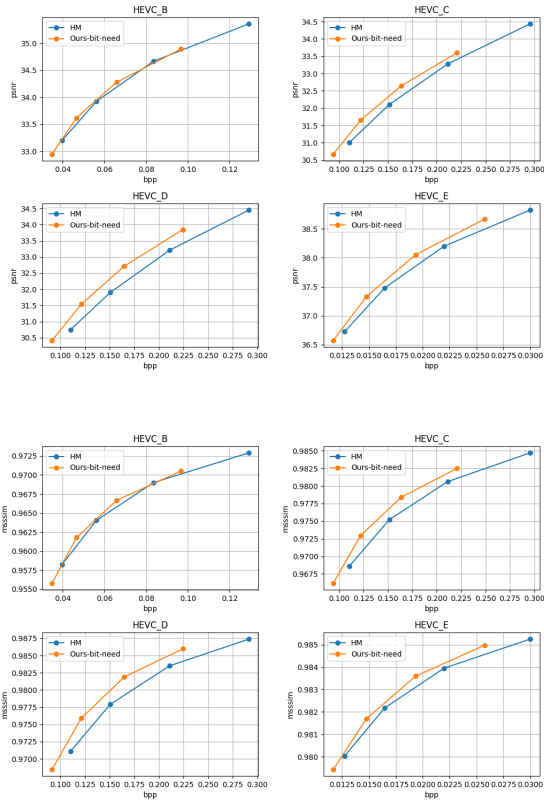 HEVC_B
HM
Ours-bit-need
35.0
34.5
34.0
33.5
33.0
psnr
0.04 0.06 0.08 0.10 0.12
bpp
HEVC_C
HM
Ours-bit-need
34.5
34.0
33.5
33.0
32.5
32.0
31.5
31.0
30.5
psnr
0.100 0.125 0.150 0.175 0.200 0.225 0.250 0.275 0.300
bpp
HEVC_D
HM
Ours-bit-need
34.5
34.0
33.5
33.0
32.5
32.0
31.5
31.0
30.5
psnr
0.100 0.125 0.150 0.175 0.200 0.225 0.250 0.275 0.300
bpp
HEVC_E
HM
Ours-bit-need
38.5
38.0
37.5
37.0
36.5
psnr
0.0125 0.0150 0.0175 0.0200 0.0225 0.0250 0.0275 0.0300
bpp
HEVC_B
HM
Ours-bit-need
0.9725
0.9700
0.9675
0.9650
0.9625
0.9600
0.9575
0.9550
msssim
0.04 0.06 0.08 0.10 0.12
bpp
HEVC_C
HM
Ours-bit-need
0.9850
0.9825
0.9800
0.9775
0.9750
0.9725
0.9700
0.9675
msssim
0.100 0.125 0.150 0.175 0.200 0.225 0.250 0.275 0.300
bpp
HEVC_D
HM
Ours-bit-need
0.9875
0.9850
0.9825
0.9800
0.9775
0.9750
0.9725
0.9700
msssim
0.100 0.125 0.150 0.175 0.200 0.225 0.250 0.275 0.300
bpp
HEVC_E
HM
Ours-bit-need
0.985
0.984
0.983
0.982
0.981
0.980
msssim
0.0125 0.0150 0.0175 0.0200 0.0225 0.0250 0.0275 0.0300
bpp